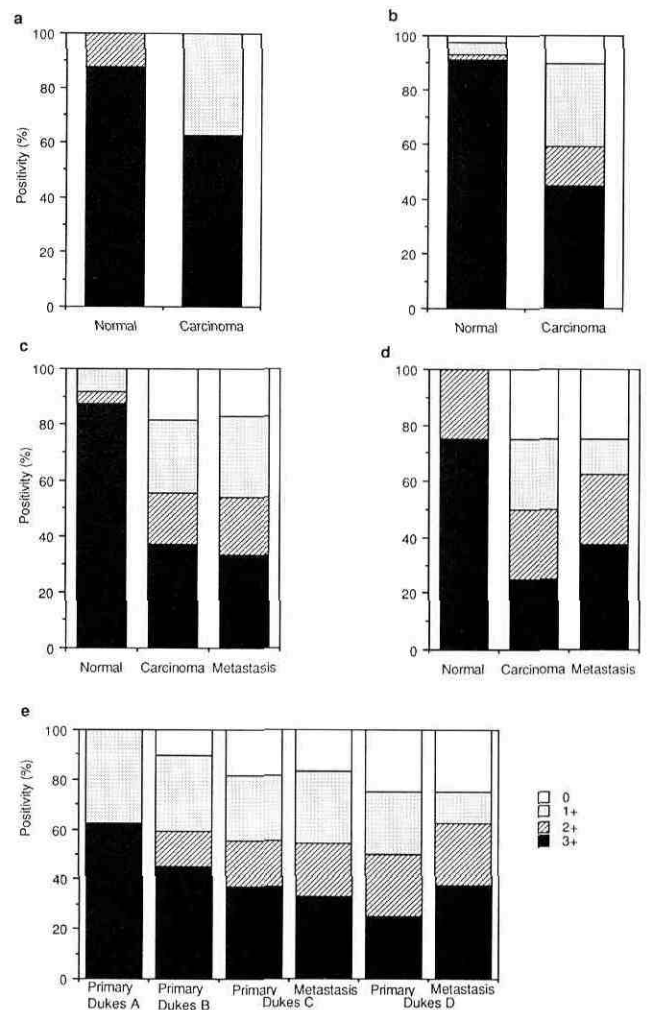 a
Positivity (%)
100
80
60
40
20
0
Normal Carcinoma
b
100
80
60
40
20
0
Normal Carcinoma
c
Positivity (%)
100
80
60
40
20
0
Normal Carcinoma Metastasis
d
100
80
60
40
20
0
Normal Carcinoma Metastasis
e
Positivity (%)
100
80
60
40
20
0
Primary Primary Primary Metastasis Primary Metastasis
Dukes A Dukes B Dukes C Dukes D
0
1+
2+
3+